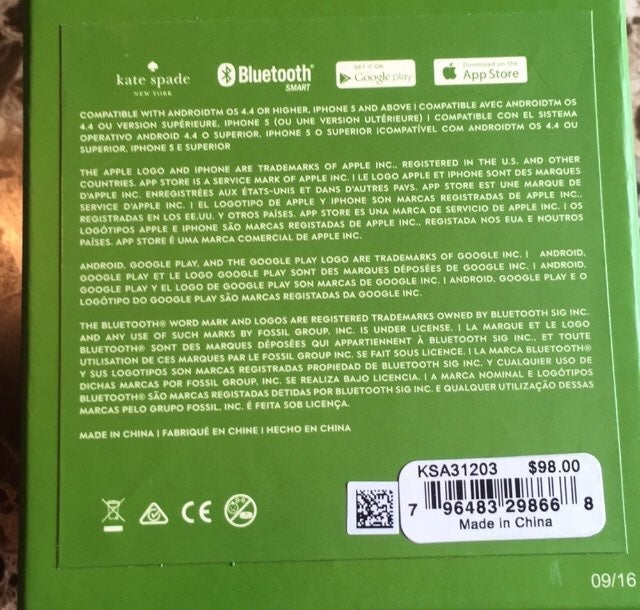 kate spade
NEW YORK
Bluetooth®
SMART
GET IT ON
Google play
Download on the
App Store
COMPATIBLE WITH ANDROIDTM OS 4.4 OR HIGHER, IPHONE 5 AND ABOVE | COMPATIBLE AVEC ANDROIDTM OS
4.4 OU VERSION SUPÉRIEURE, IPHONE 5 (OU UNE VERSION ULTÉRIEURE) | COMPATIBLE CON EL SISTEMA
OPERATIVO ANDROID 4.4 O SUPERIOR, IPHONE 5 O SUPERIOR |COMPATÍVEL COM ANDROIDTM OS 4.4 OU
SUPERIOR, IPHONE 5 E SUPERIOR
THE APPLE LOGO AND IPHONE ARE TRADEMARKS OF APPLE INC., REGISTERED IN THE U.S. AND OTHER
COUNTRIES. APP STORE IS A SERVICE MARK OF APPLE INC. | LE LOGO APPLE ET IPHONE SONT DES MARQUES
D'APPLE INC. ENREGISTRÉES AUX ÉTATS-UNIS ET DANS D'AUTRES PAYS. APP STORE EST UNE MARQUE DE
SERVICE D'APPLE INC. | EL LOGOTIPO DE APPLE Y IPHONE SON MARCAS REGISTRADAS DE APPLE INC.,
REGISTRADAS EN LOS EE.UU. Y OTROS PAÍSES. APP STORE ES UNA MARCA DE SERVICIO DE APPLE INC. | OS
LOGÓTIPOS APPLE E IPHONE SÃO MARCAS REGISTADAS DE APPLE INC., REGISTADA NOS EUA E NOUTROS
PAÍSES. APP STORE É UMA MARCA COMERCIAL DE APPLE INC.
ANDROID, GOOGLE PLAY, AND THE GOOGLE PLAY LOGO ARE TRADEMARKS OF GOOGLE INC. | ANDROID,
GOOGLE PLAY ET LE LOGO GOOGLE PLAY SONT DES MARQUES DÉPOSÉES DE GOOGLE INC. | ANDROID,
GOOGLE PLAY Y EL LOGO DE GOOGLE PLAY SON MARCAS DE GOOGLE INC. | ANDROID, GOOGLE PLAY E O
LOGÓTIPO DO GOOGLE PLAY SÃO MARCAS REGISTADAS DA GOOGLE INC.
THE BLUETOOTH® WORD MARK AND LOGOS ARE REGISTERED TRADEMARKS OWNED BY BLUETOOTH SIG INC.
AND ANY USE OF SUCH MARKS BY FOSSIL GROUP, INC. IS UNDER LICENSE. | LA MARQUE ET LE LOGO
BLUETOOTH® SONT DES MARQUES DÉPOSÉES QUI APPARTIENNENT À BLUETOOTH SIG INC., ET TOUTE
UTILISATION DE CES MARQUES PAR LE FOSSIL GROUP INC. SE FAIT SOUS LICENCE. | LA MARCA BLUETOOTH®
Y SUS LOGOTIPOS SON MARCAS REGISTRADAS PROPIEDAD DE BLUETOOTH SIG INC. Y CUALQUIER USO DE
DICHAS MARCAS POR FOSSIL GROUP, INC. SE REALIZA BAJO LICENCIA. | A MARCA NOMINAL E LOGÓTIPOS
BLUETOOTH® SÃO MARCAS REGISTADAS DETIDAS POR BLUETOOTH SIG INC. E QUALQUER UTILIZAÇÃO DESSAS
MARCAS PELO GRUPO FOSSIL, INC. É FEITA SOB LICENÇA.
MADE IN CHINA | FABRIQUÉ EN CHINE | HECHO EN CHINA
KSA31203 $98.00
7 96483 29866 8
Made in China
09/16